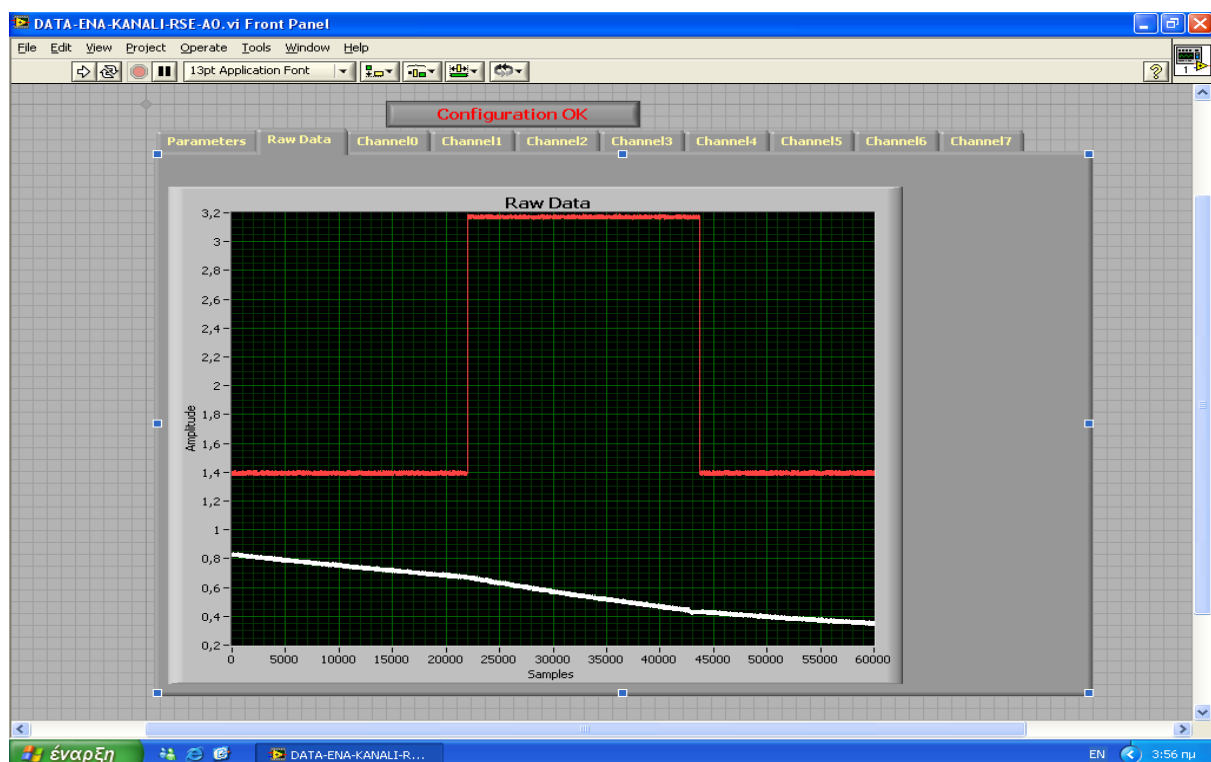 DATA-ENA-KANALI-RSE-A0.vi Front Panel
File Edit View Project Operate Tools Window Help
13pt Application Font
? 1
Configuration OK
Parameters Raw Data Channel0 Channel1 Channel2 Channel3 Channel4 Channel5 Channel6 Channel7
Raw Data
3,2
3
2,8
2,6
2,4
2,2
2
1,8
1,6
1,4
1,2
1
0,8
0,6
0,4
0,2
Amplitude
0 5000 10000 15000 20000 25000 30000 35000 40000 45000 50000 55000 60000
Samples
έναρξη DATA-ENA-KANALI-R... EN 3:56 πμ